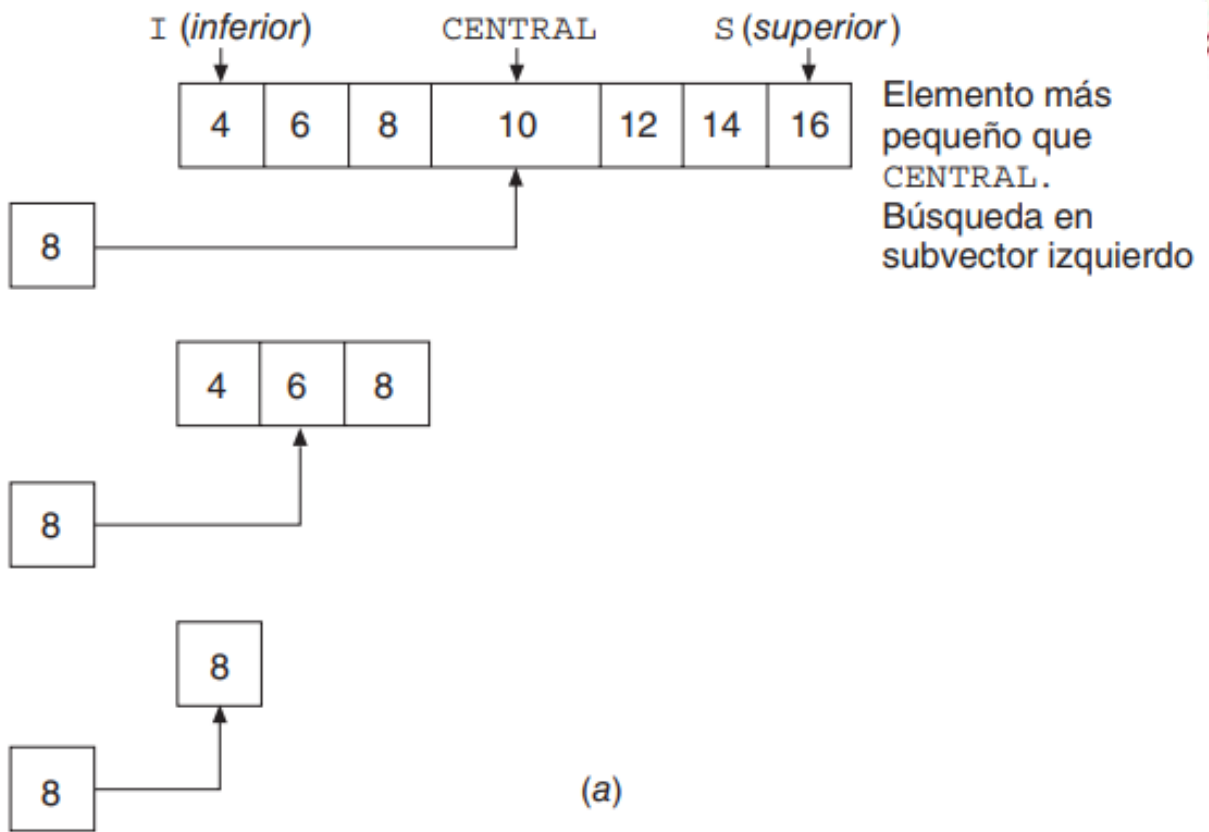 I (inferior) CENTRAL S (superior)
4 6 8 10 12 14 16
Elemento más
pequeño que
CENTRAL.
Búsqueda en
subvector izquierdo
8
4 6 8
8
8
8
(a)